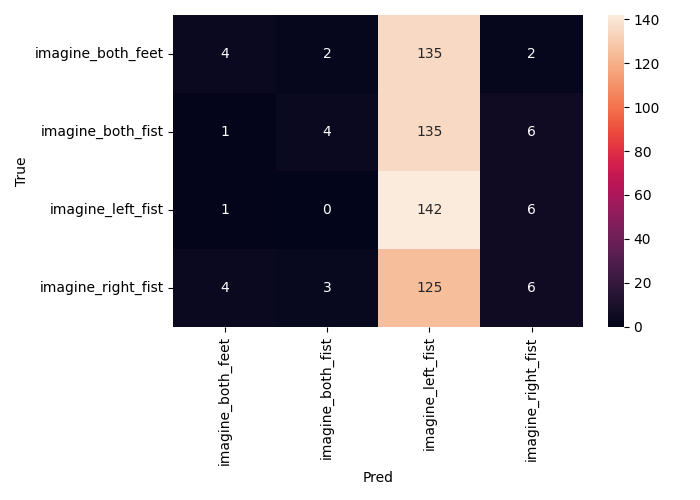 imagine_both_feet 4 2 135 2
imagine_both_fist 1 4 135 6
imagine_left_fist 1 0 142 6
imagine_right_fist 4 3 125 6
True
imagine_both_feet
imagine_both_fist
imagine_left_fist
imagine_right_fist
Pred
140
120
100
80
60
40
20
0